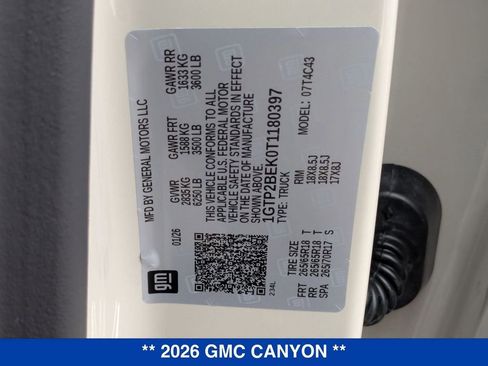 MFD BY GENERAL MOTORS LLC
01/26
GVWR GAWR FRT GAWR RR
2835 KG 1588 KG 1633 KG
6250 LB 3500 LB 3600 LB
THIS VEHICLE CONFORMS TO ALL
APPLICABLE U.S. FEDERAL MOTOR
VEHICLE SAFETY STANDARDS IN EFFECT
ON THE DATE OF MANUFACTURE
SHOWN ABOVE.
1GTP2BEK0T1180397
TYPE: TRUCK MODEL: 07T4C43
gm
234L
TIRE SIZE RIM
FRT 265/65R18 T 18X8.5J
RR 265/65R18 T 18X8.5J
SPA 265/70R17 S 17X8J
** 2026 GMC CANYON **